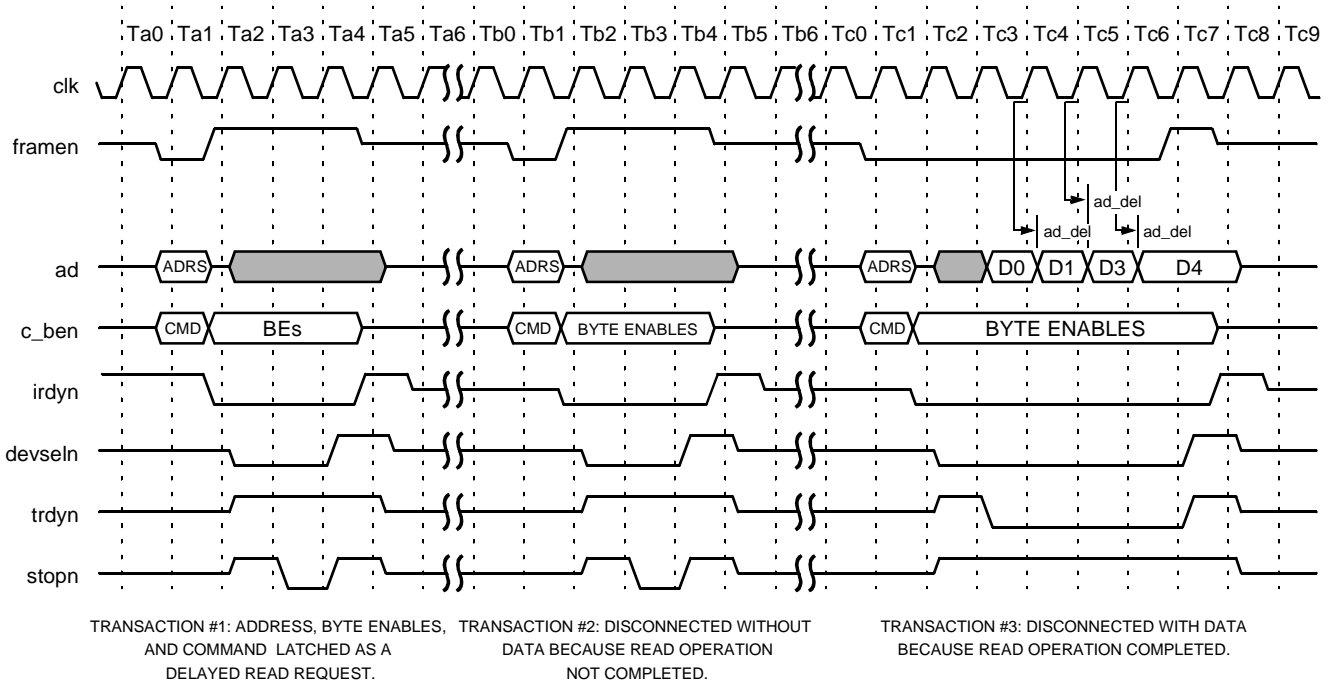 Ta0 Ta1 Ta2 Ta3 Ta4 Ta5 Ta6 Tb0 Tb1 Tb2 Tb3 Tb4 Tb5 Tb6 Tc0 Tc1 Tc2 Tc3 Tc4 Tc5 Tc6 Tc7 Tc8 Tc9
clk
framen
ad_del
ad_del ad_del
ad ADRS ADRS ADRS D0 D1 D3 D4
c_ben CMD BEs CMD BYTE ENABLES CMD BYTE ENABLES
irdyn
devseln
trdyn
stopn
TRANSACTION #1: ADDRESS, BYTE ENABLES,
AND COMMAND LATCHED AS A
DELAYED READ REQUEST.
TRANSACTION #2: DISCONNECTED WITHOUT
DATA BECAUSE READ OPERATION
NOT COMPLETED.
TRANSACTION #3: DISCONNECTED WITH DATA
BECAUSE READ OPERATION COMPLETED.